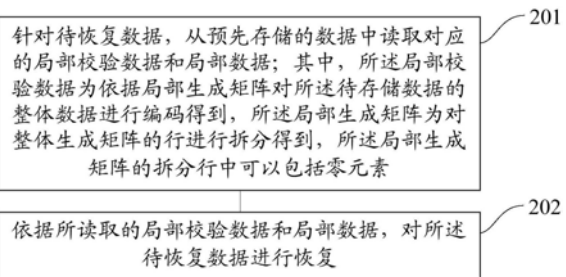 201
针对待恢复数据，从预先存储的数据中读取对应
的局部校验数据和局部数据；其中，所述局部校
验数据为依据局部生成矩阵对所述待存储数据的
整体数据进行编码得到，所述局部生成矩阵为对
整体生成矩阵的行进行拆分得到，所述局部生成
矩阵的拆分行中可以包括零元素
202
依据所读取的局部校验数据和局部数据，对所述
待恢复数据进行恢复